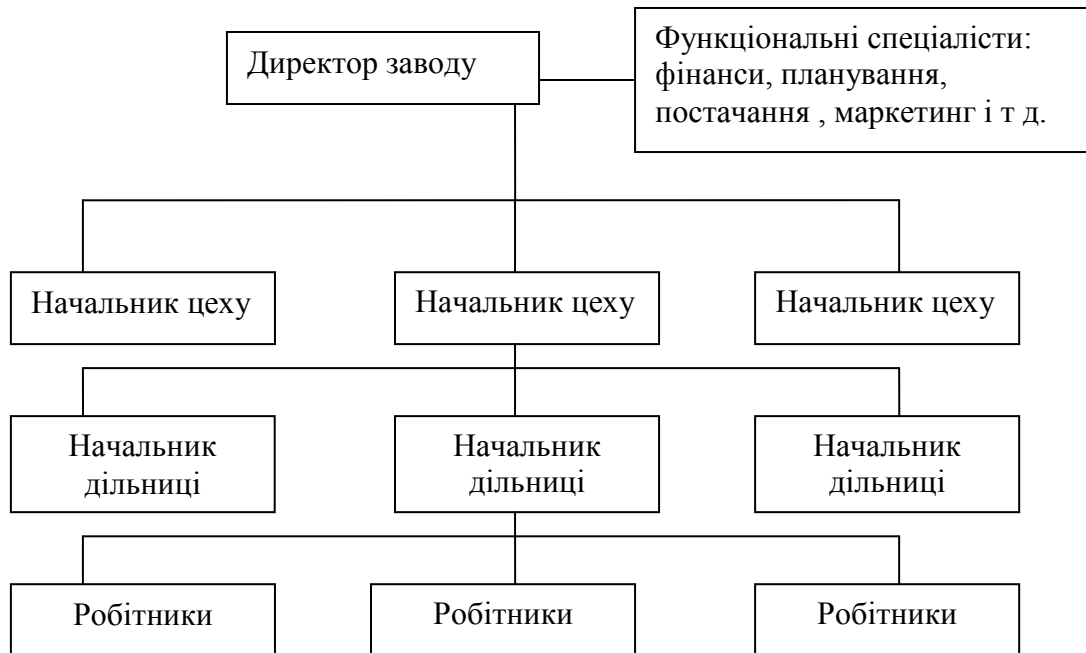 Директор заводу
Функціональні спеціалісти:
фінанси, планування,
постачання , маркетинг і т д.
Начальник цеху
Начальник цеху
Начальник цеху
Начальник
дільниці
Начальник
дільниці
Начальник
дільниці
Робітники
Робітники
Робітники